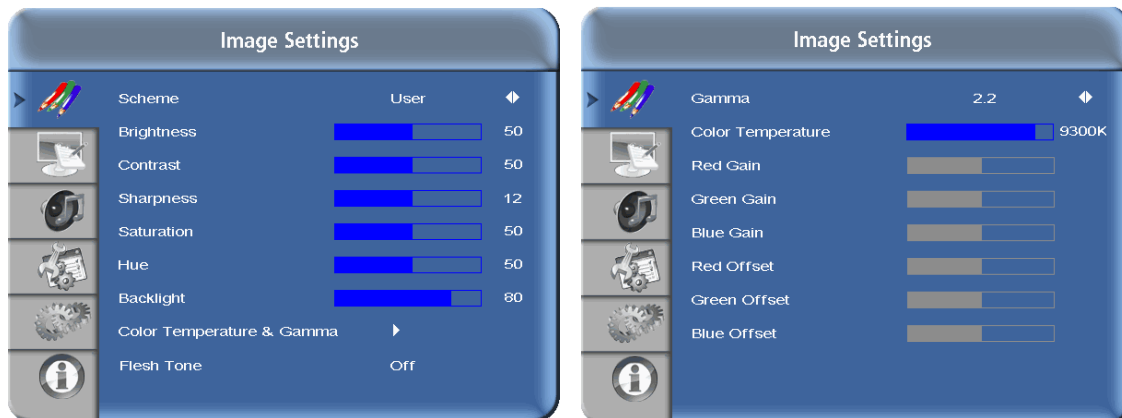 Image Settings
Scheme User
Brightness 50
Contrast 50
Sharpness 12
Saturation 50
Hue 50
Backlight 80
Color Temperature & Gamma
Flesh Tone Off
Image Settings
Gamma 2.2
Color Temperature 9300K
Red Gain
Green Gain
Blue Gain
Red Offset
Green Offset
Blue Offset